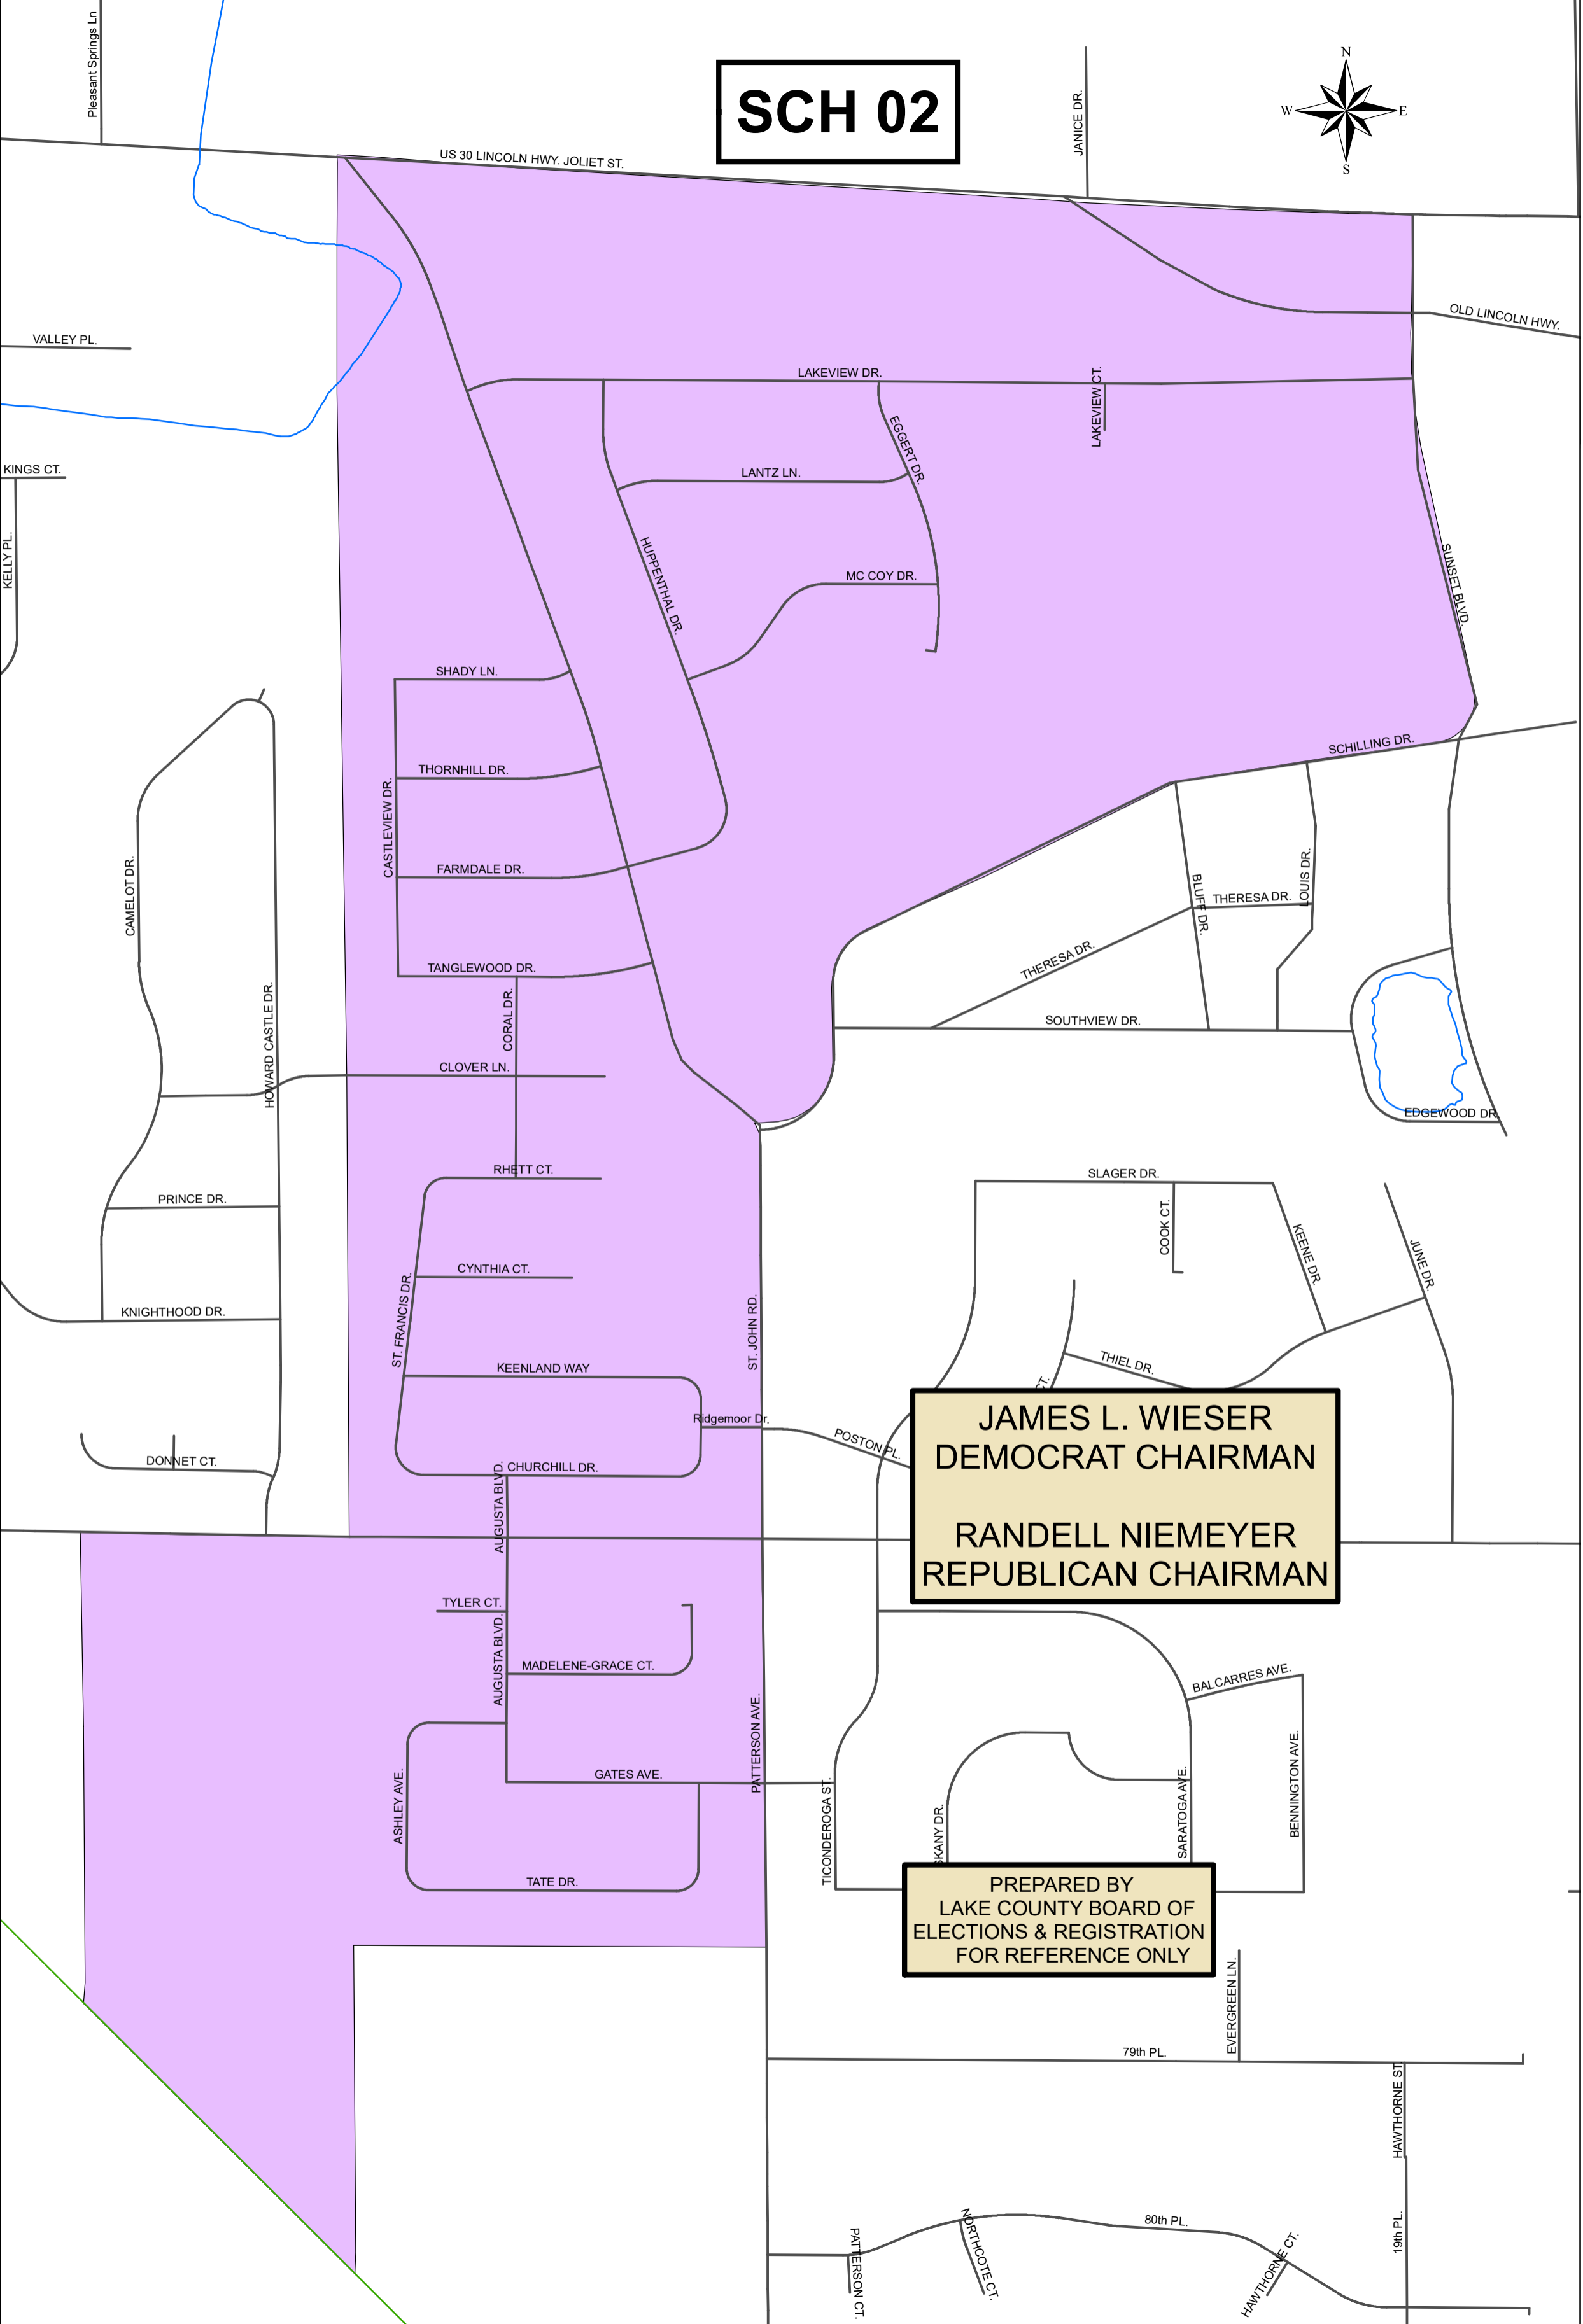 Pleasant Springs Ln
SCH 02
JANICE DR.
N
W
E
S
US 30 LINCOLN HWY. JOLIET ST.
OLD LINCOLN HWY.
VALLEY PL.
LAKEVIEW DR.
LAKEVIEW CT.
EGGERT DR.
KINGS CT.
LANTZ LN.
KELLY PL.
HUPPENTHAL DR.
MC COY DR.
SUNSET BLVD.
SHADY LN.
SCHILLING DR.
THORNHILL DR.
CASTLEVIEW DR.
FARMDALE DR.
CAMELOT DR.
BLUFF DR.
THERESA DR.
LOUIS DR.
THERESA DR.
TANGLEWOOD DR.
CORAL DR.
HOWARD CASTLE DR.
SOUTHVIEW DR.
CLOVER LN.
EDGEWOOD DR.
RHETT CT.
SLAGER DR.
PRINCE DR.
COOK CT.
KEENE DR.
JUNE DR.
CYNTHIA CT.
ST. FRANCIS DR.
KNIGHTHOOD DR.
ST. JOHN RD.
KEENLAND WAY
THIEL DR.
CT.
Ridgemoor Dr.
POSTON PL.
JAMES L. WIESER
DEMOCRAT CHAIRMAN
RANDELL NIEMEYER
REPUBLICAN CHAIRMAN
DONNET CT.
CHURCHILL DR.
AUGUSTA BLVD.
TYLER CT.
AUGUSTA BLVD.
MADELENE-GRACE CT.
BALCARRES AVE.
PATTERSON AVE.
GATES AVE.
ASHLEY AVE.
TICONDEROGA ST.
SKANY DR.
SARATOGA AVE.
BENNINGTON AVE.
TATE DR.
PREPARED BY
LAKE COUNTY BOARD OF
ELECTIONS & REGISTRATION
FOR REFERENCE ONLY
EVERGREEN LN.
79th PL.
HAWTHORNE ST.
80th PL.
19th PL.
PATTERSON CT.
NORTHCOTE CT.
HAWTHORNE CT.